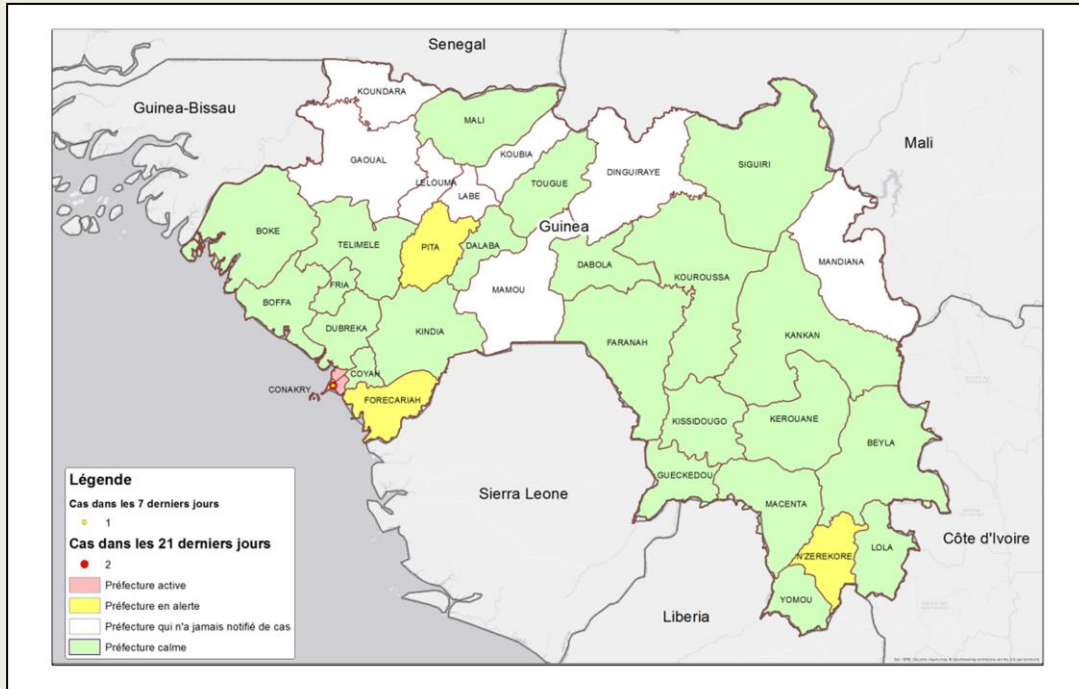 Senegal
Guinea-Bissau
KOUNDARA
MALI
Mali
GAOUAL
KOUBIA
SIGUIRI
LELOUMA
DINGUIRAYE
TOUGUE
LABE
Guinea
BOKE
TELIMELE
PITA
DALABA
MANDIANA
DABOLA
KOUROUSSA
FRIA
MAMOU
BOFFA
DUBREKA
KINDIA
KANKAN
FARANAH
COYAH
CONAKRY
FORECARIAH
KISSIDOUGO
KEROUANE
BEYLA
GUECKEDOU
Sierra Leone
MACENTA
Côte d'Ivoire
N'ZEREKORE
LOLA
YOMOU
Liberia
Légende
Cas dans les 7 derniers jours
1
Cas dans les 21 derniers jours
2
Préfecture active
Préfecture en alerte
Préfecture qui n'a jamais notifié de cas
Préfecture calme